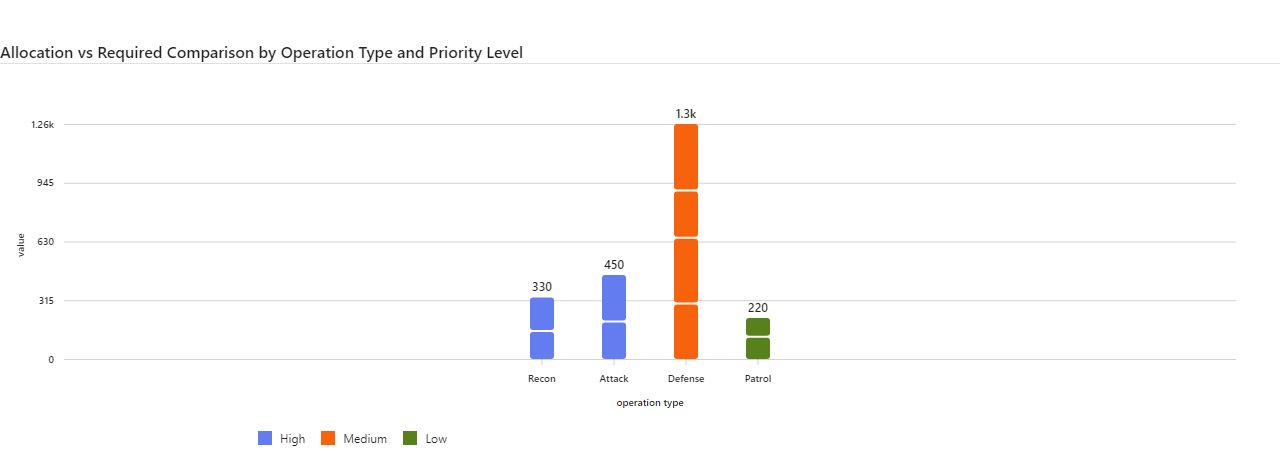 Allocation vs Required Comparison by Operation Type and Priority Level
1.3k
1.26k
945
630
450
330
315
220
0
value
Recon Attack Defense Patrol
operation type
High Medium Low